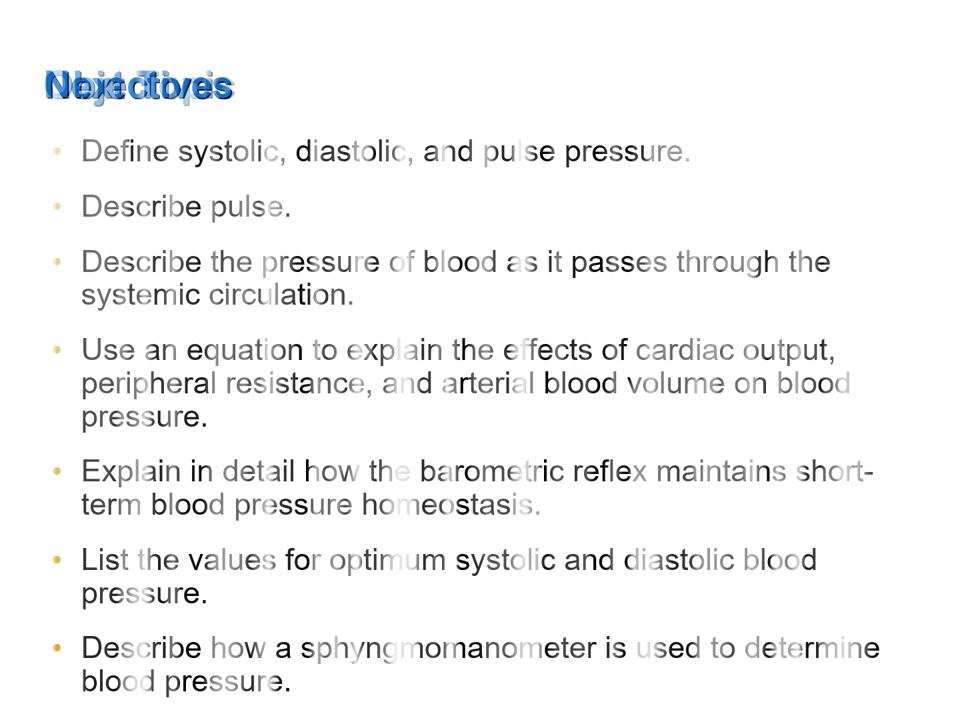 • Define systolic, diastolic, and pulse pressure.
• Describe pulse.
• Describe the pressure of blood as it passes through the
systemic circulation.
• Use an equation to explain the effects of cardiac output,
peripheral resistance, and arterial blood volume on blood
pressure.
• Explain in detail how the barometric reflex maintains short-
term blood pressure homeostasis.
• List the values for optimum systolic and diastolic blood
pressure.
• Describe how a sphyngmomanometer is used to determine
blood pressure.